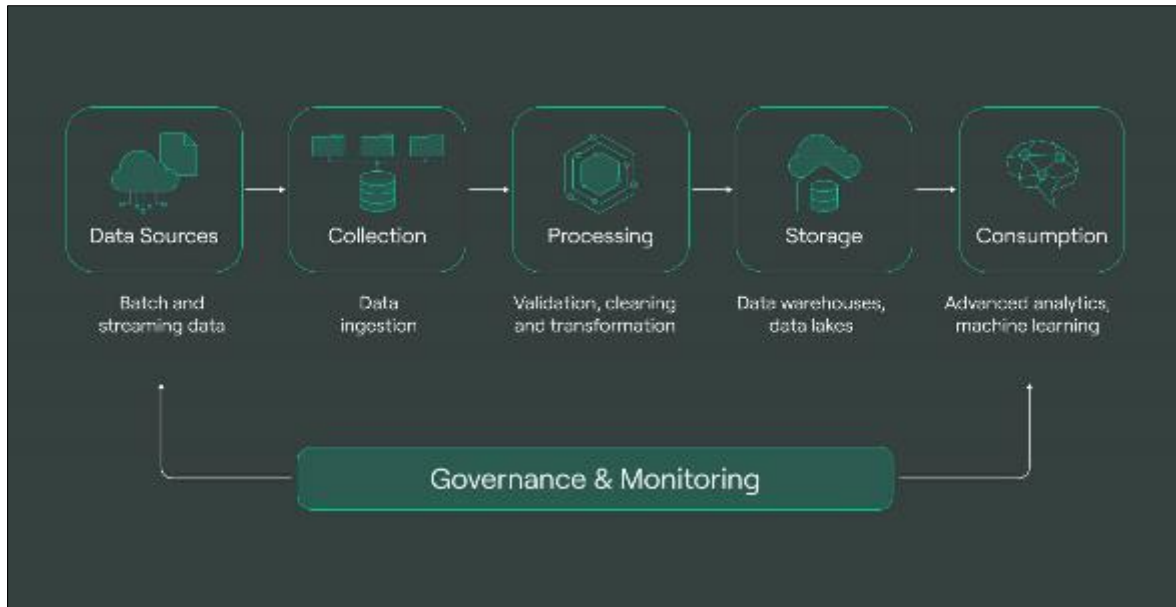 Data Sources
Collection
Processing
Storage
Consumption
Batch and
streaming data
Data
ingestion
Validation, cleaning
and transformation
Data warehouses,
data lakes
Advanced analytics,
machine learning
Governance & Monitoring